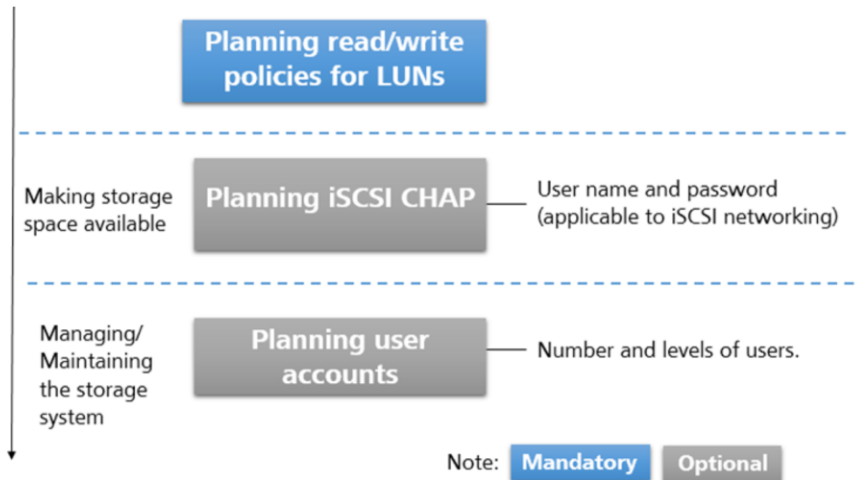 Planning read/write
policies for LUNs
Making storage
space available
Planning iSCSI CHAP
User name and password
(applicable to iSCSI networking)
Managing/
Maintaining
the storage
system
Planning user
accounts
Number and levels of users.
Note: Mandatory Optional